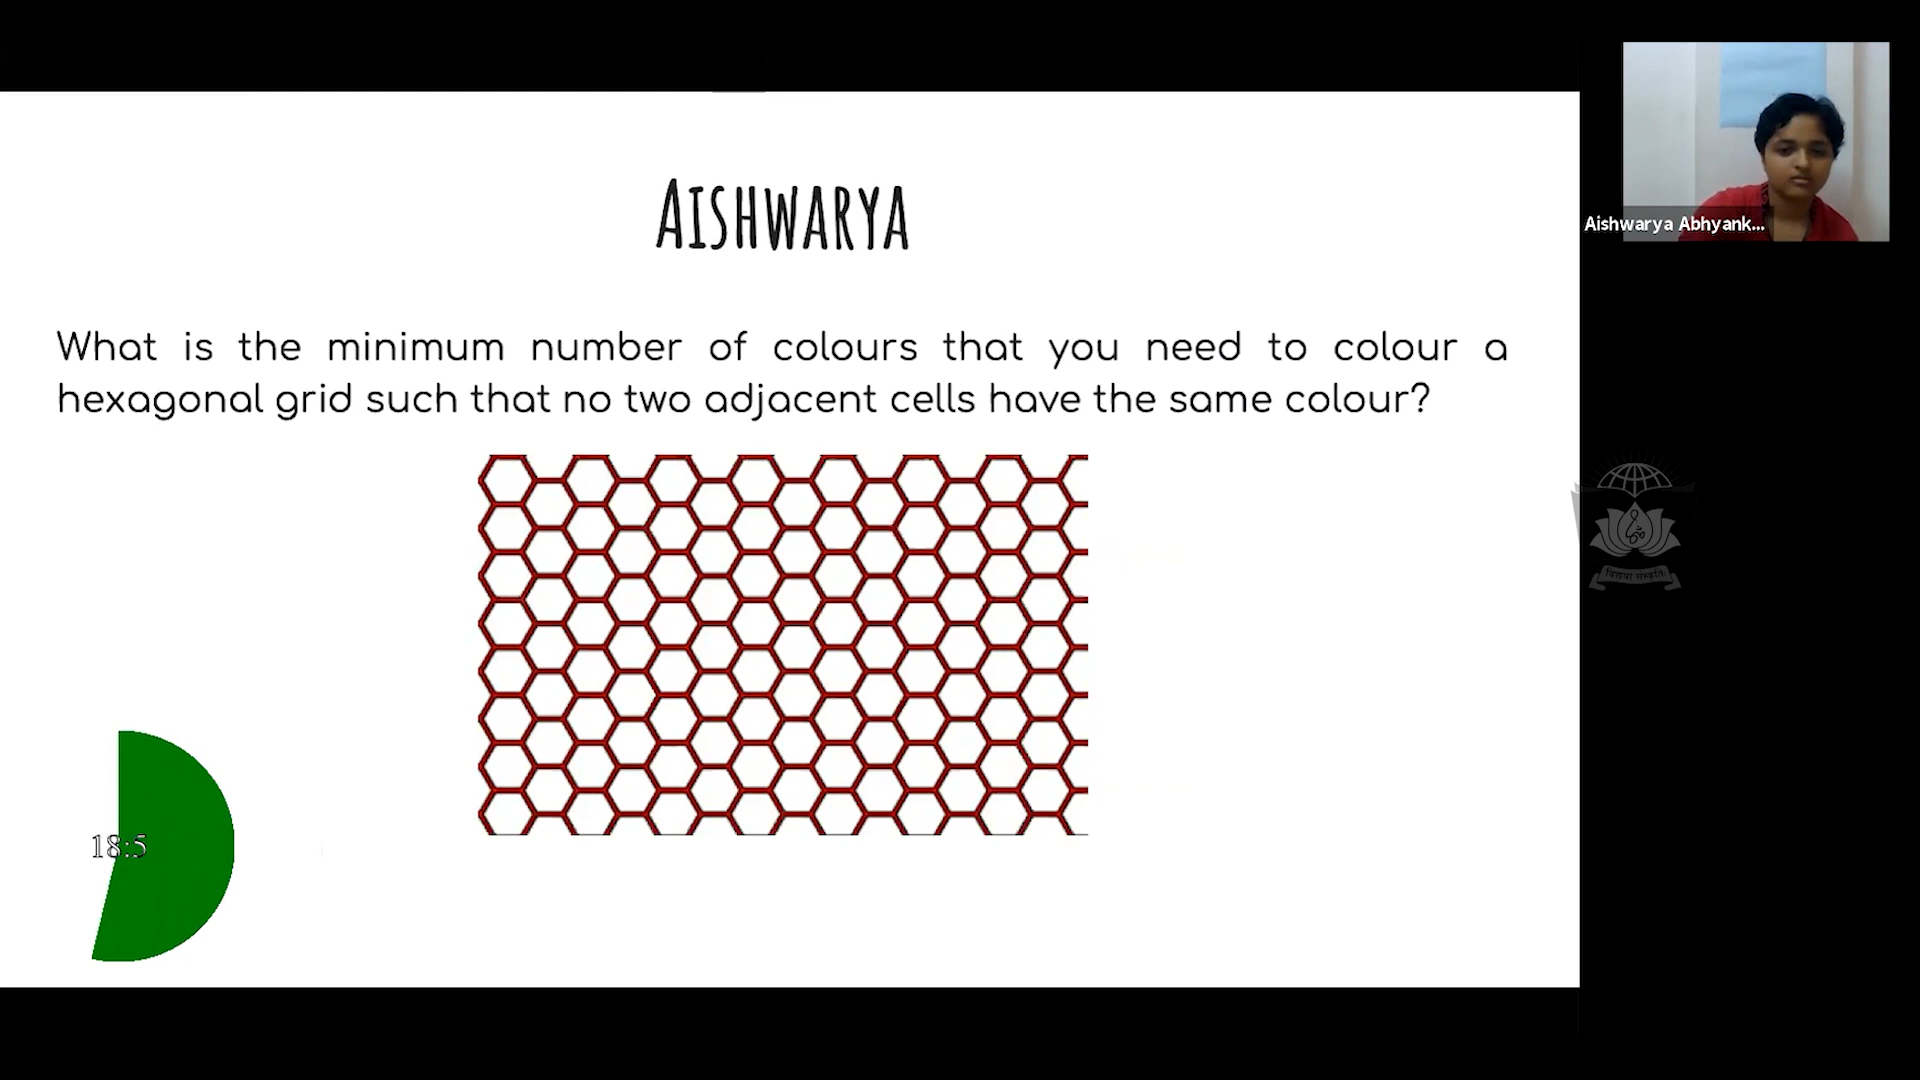 AISHWARYA
Aishwarya Abhyank...
What is the minimum number of colours that you need to colour a
hexagonal grid such that no two adjacent cells have the same colour?
विद्यया संस्कृतिः
18:5